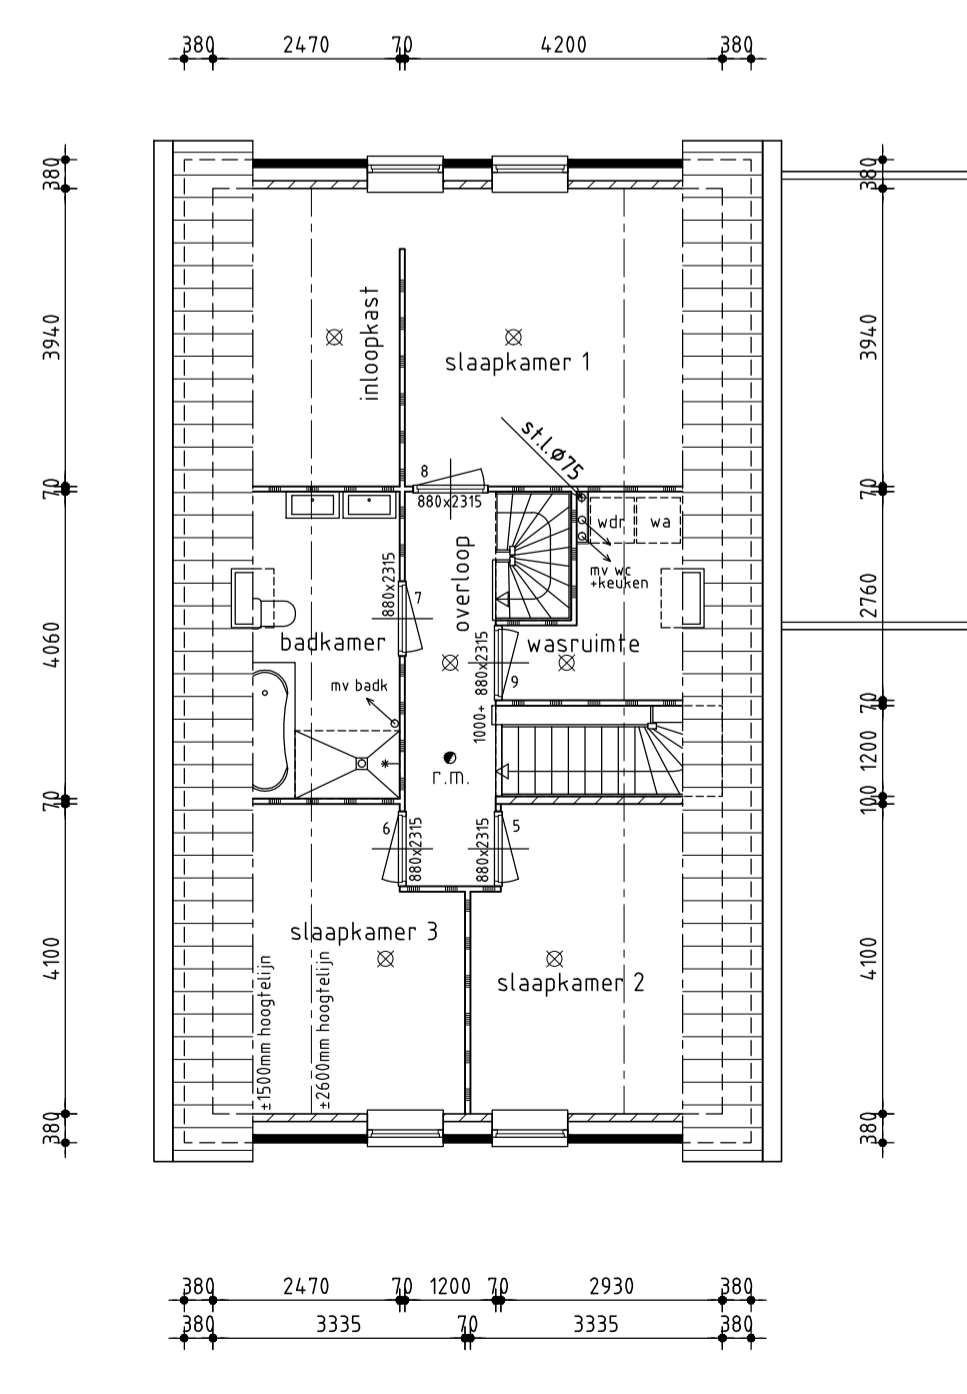 380 2470 70 4200 380
380
380
3940
3940
inloopkast
slaapkamer 1
st.l.ø75
8
880x2315
70
70
wdr wa
mv wc
+keuken
overloop
880x2315
7
2760
4060
badkamer
wasruimte
880x2315
9
mv badk
1000+
70
1200
r.m.
70
100
6
880x2315
880x2315
5
slaapkamer 3
4100
4100
slaapkamer 2
±1500mm hoogtelijn
±2600mm hoogtelijn
380
380
380 2470 70 1200 70 2930 380
380 3335 70 3335 380